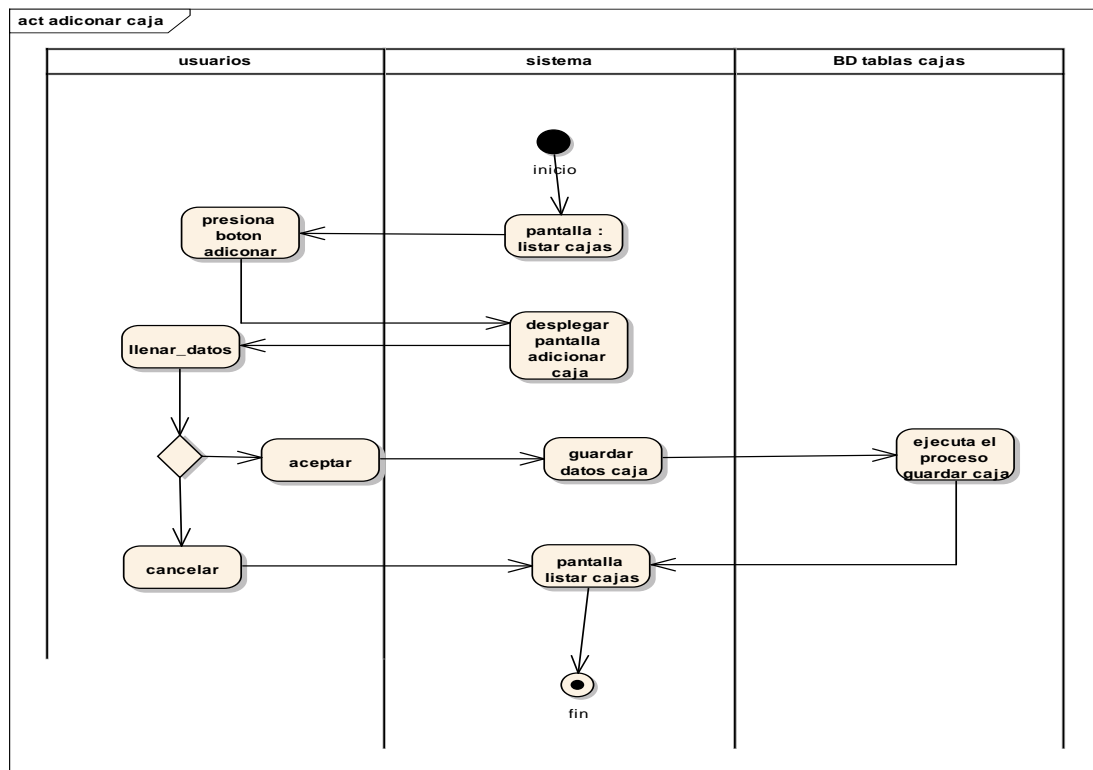 act adiconar caja
usuarios
sistema
BD tablas cajas
inicio
presiona
boton
adiconar
pantalla :
listar cajas
desplegar
pantalla
adicionar
caja
llenar_datos
aceptar
guardar
datos caja
ejecuta el
proceso
guardar caja
cancelar
pantalla
listar cajas
fin